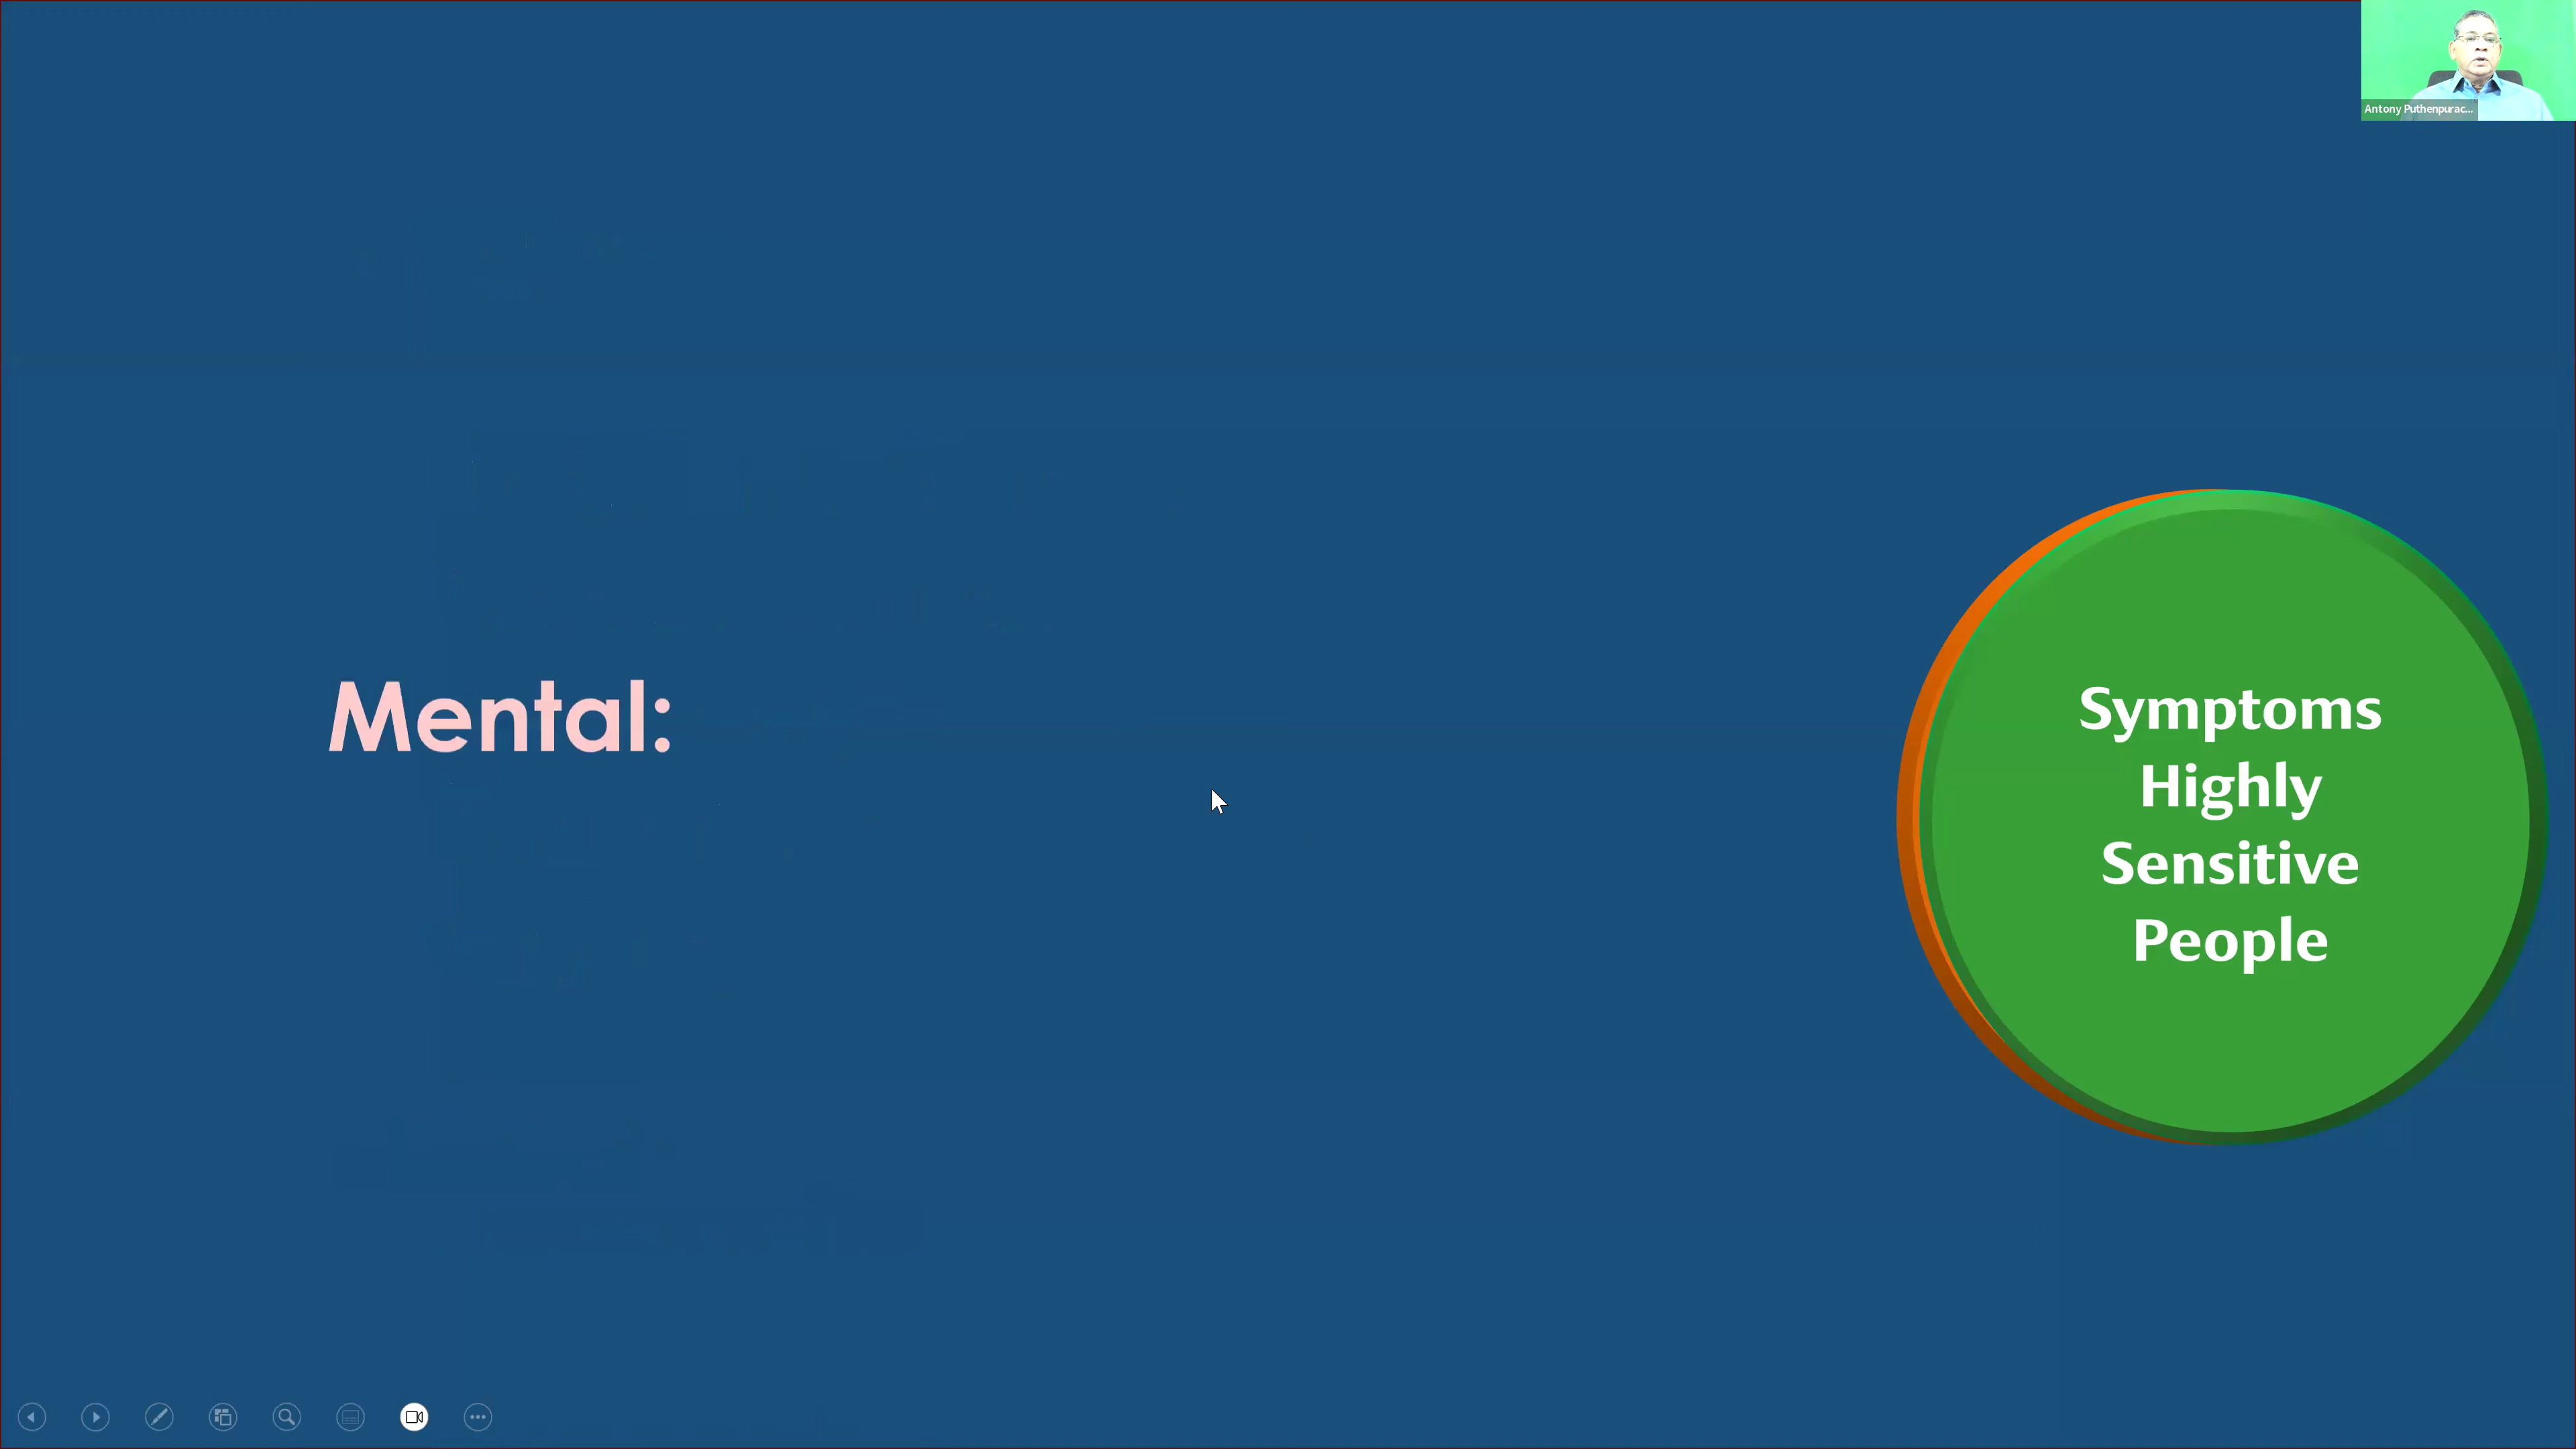 Antony Puthenpurac...
Mental:
Symptoms
Highly
Sensitive
People